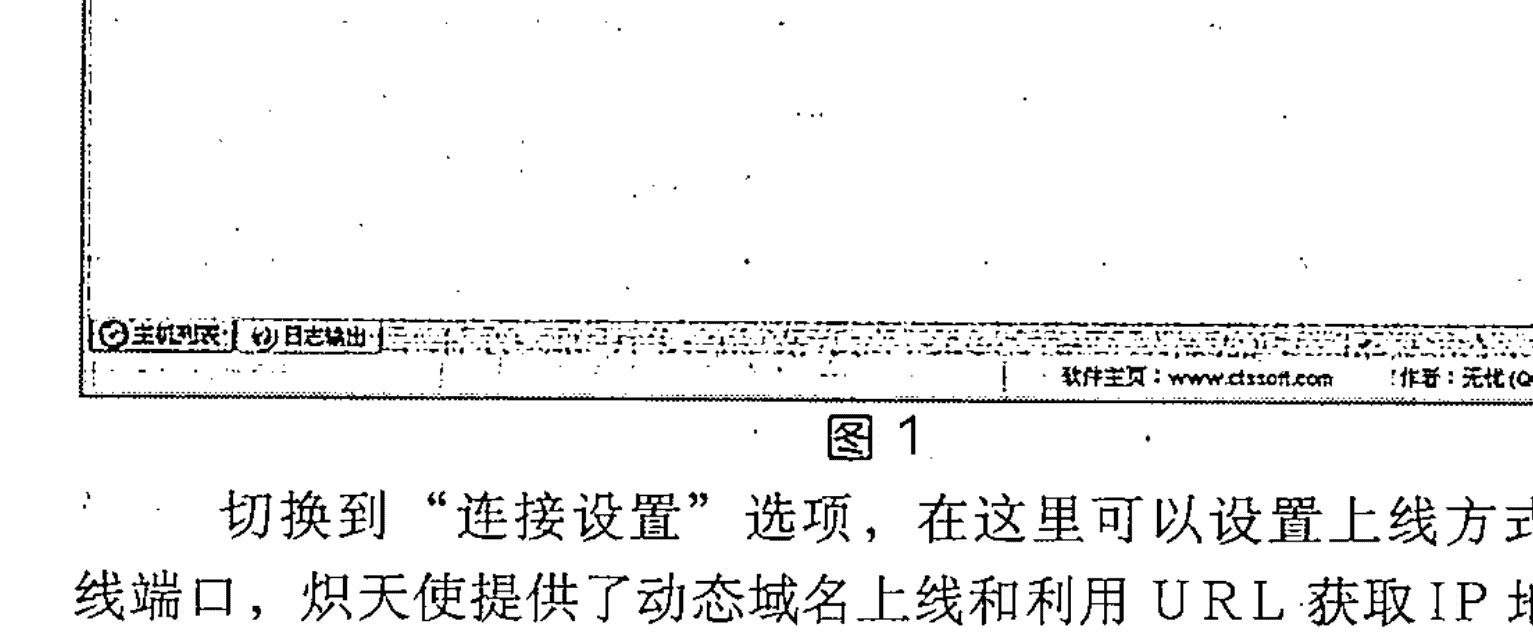 主机列表 日志输出
软件主页：www.ctssoft.com 作者：无忧(Q
图 1
切换到“连接设置”选项，在这里可以设置上线方式
线端口，炽天使提供了动态域名上线和利用 URL 获取IP 地